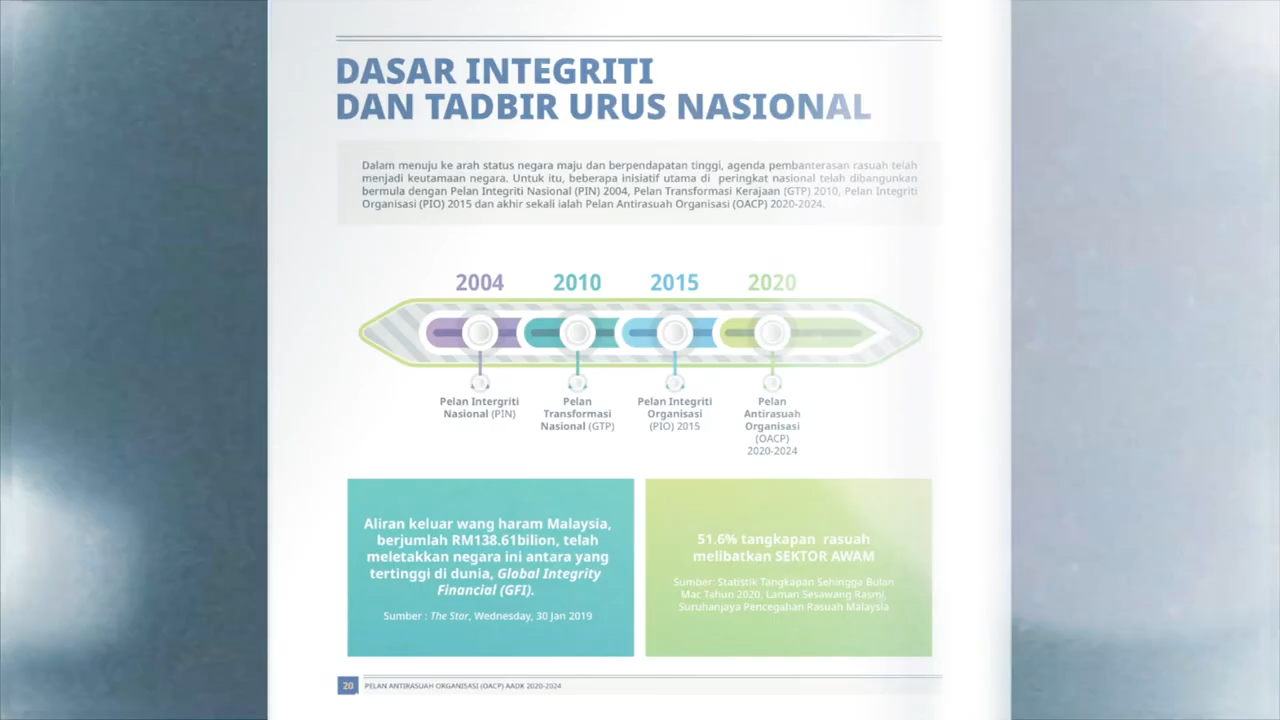 DASAR INTEGRITI
DAN TADBIR URUS NASIONAL
Dalam menuju ke arah status negara maju dan berpendapatan tinggi, agenda pembanterasan rasuah telah
menjadi keutamaan negara. Untuk itu, beberapa inisiatif utama di peringkat nasional telah dibangunkan
bermula dengan Pelan Integriti Nasional (PIN) 2004, Pelan Transformasi Kerajaan (GTP) 2010, Pelan Integriti
Organisasi (PIO) 2015 dan akhir sekali ialah Pelan Antirasuah Organisasi (OACP) 2020-2024.
2004 2010 2015 2020
Pelan Intergriti
Nasional (PIN)
Pelan
Transformasi
Nasional (GTP)
Pelan Integriti
Organisasi
(PIO) 2015
Pelan
Antirasuah
Organisasi
(OACP)
2020-2024
Aliran keluar wang haram Malaysia,
berjumlah RM138.61bilion, telah
meletakkan negara ini antara yang
tertinggi di dunia, Global Integrity
Financial (GFI).
Sumber : The Star, Wednesday, 30 Jan 2019
51.6% tangkapan rasuah
melibatkan SEKTOR AWAM
Sumber: Statistik Tangkapan Sehingga Bulan
Mac Tahun 2020, Laman Sesawang Rasmi,
Suruhanjaya Pencegahan Rasuah Malaysia
20 PELAN ANTIRASUAH ORGANISASI (OACP) AADK 2020-2024